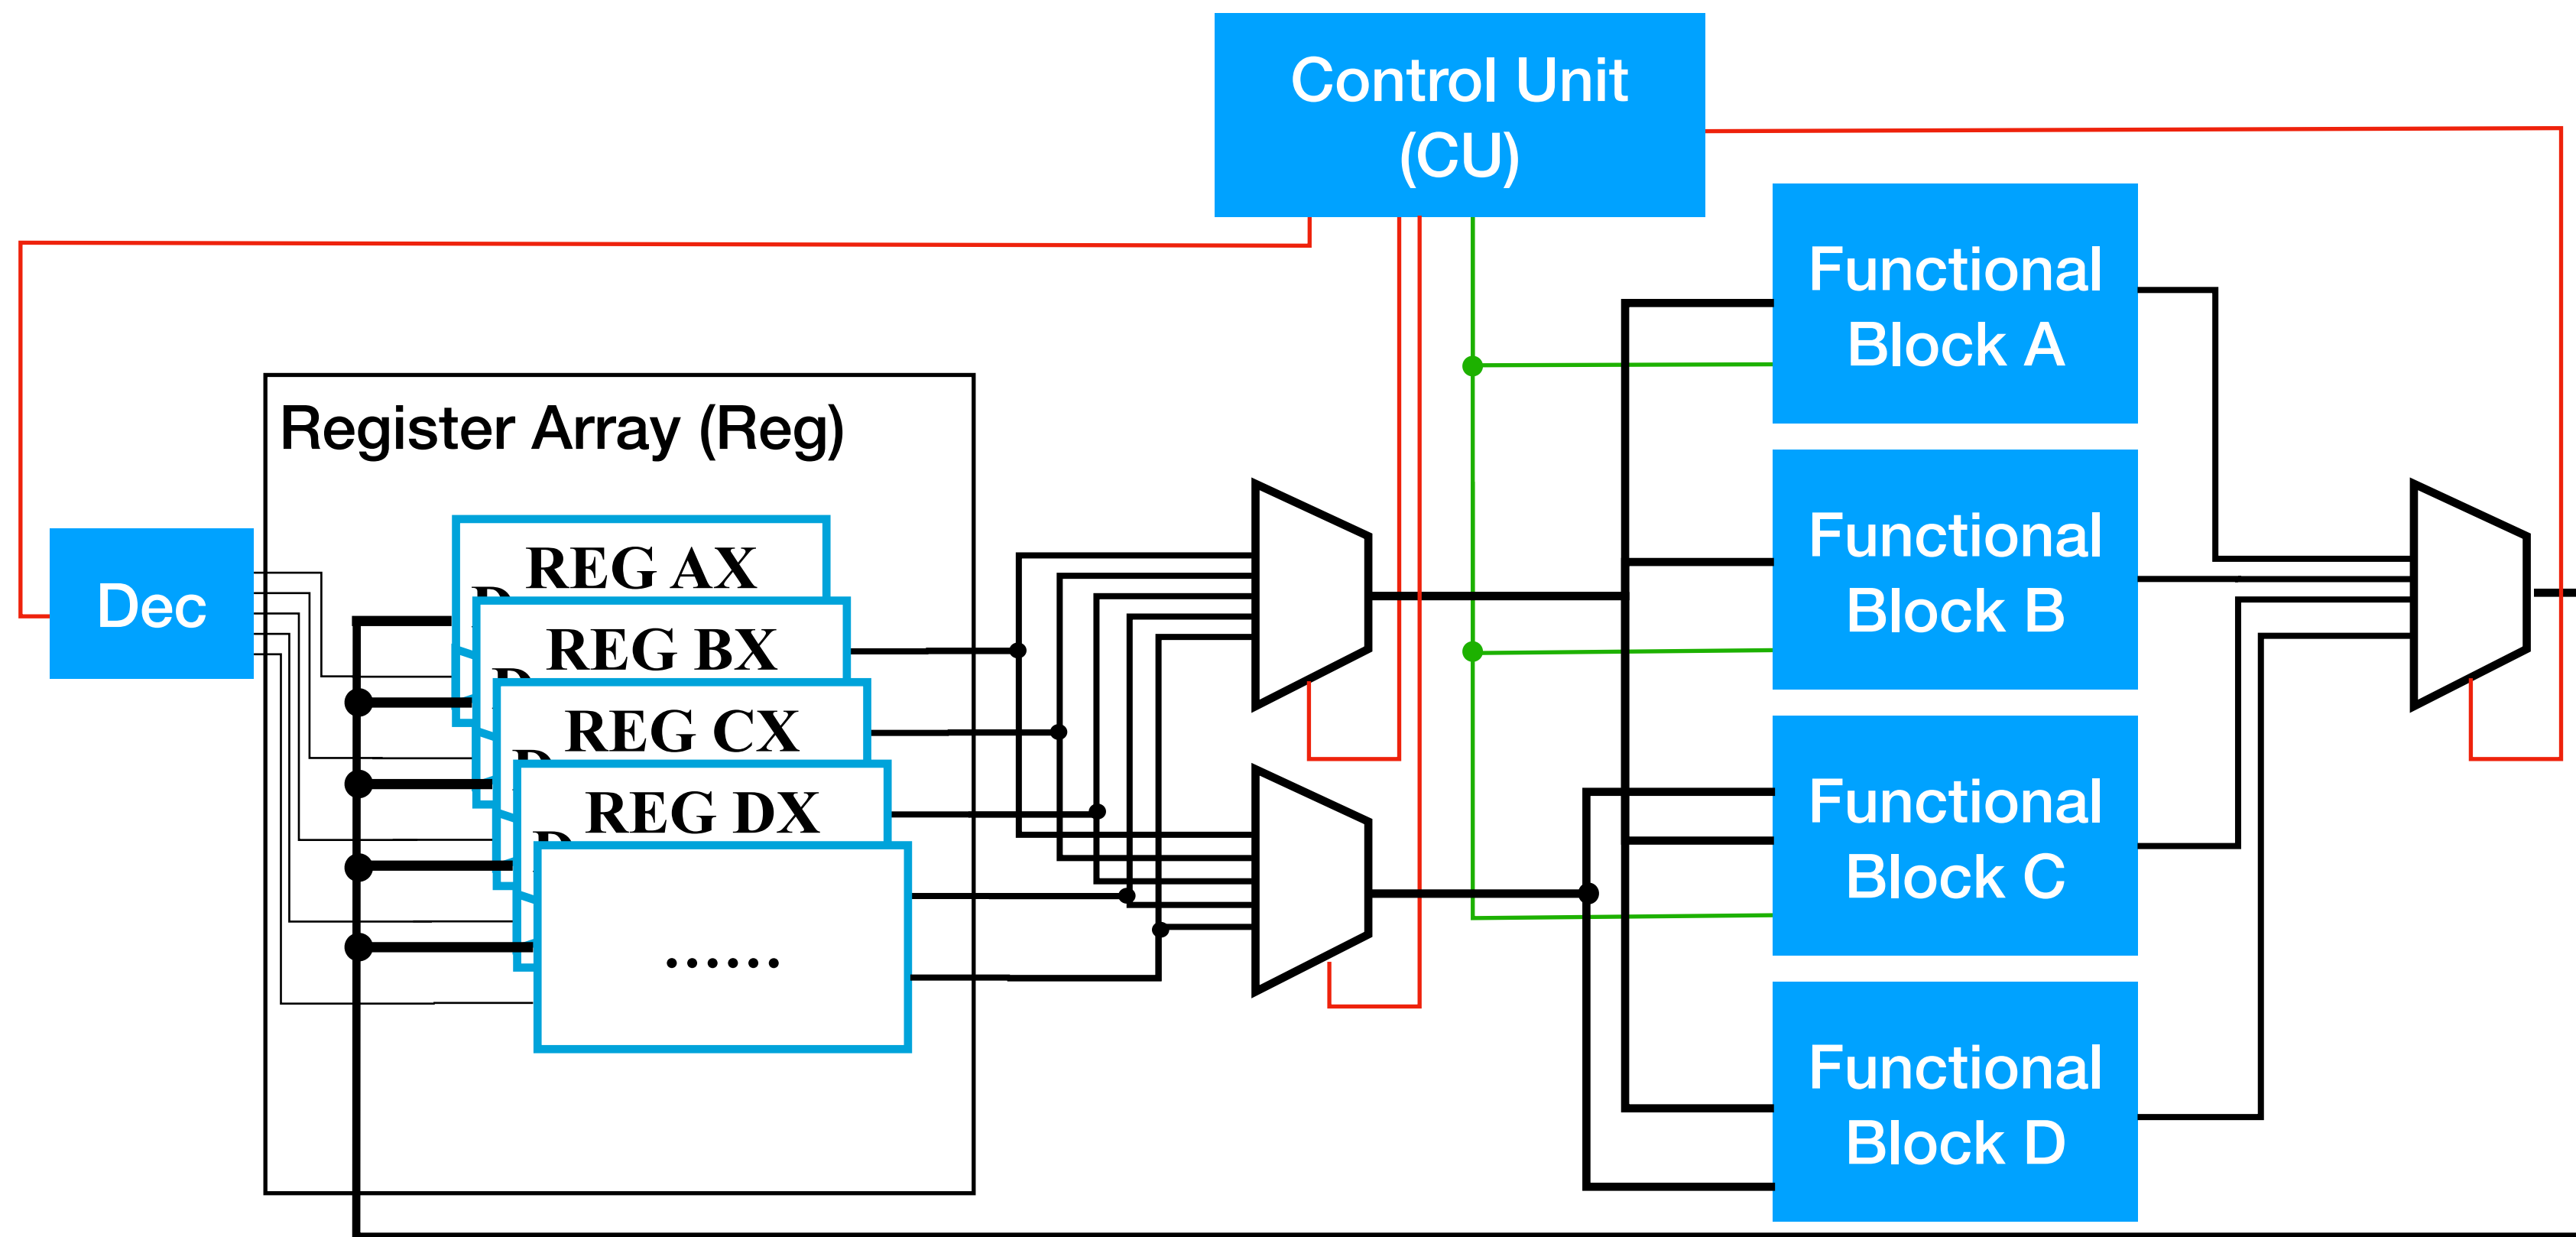 Control Unit
(CU)
Functional
Block A
Register Array (Reg)
Dec
REG AX
D
REG BX
D
REG CX
D
REG DX
D
......
Functional
Block B
Functional
Block C
Functional
Block D